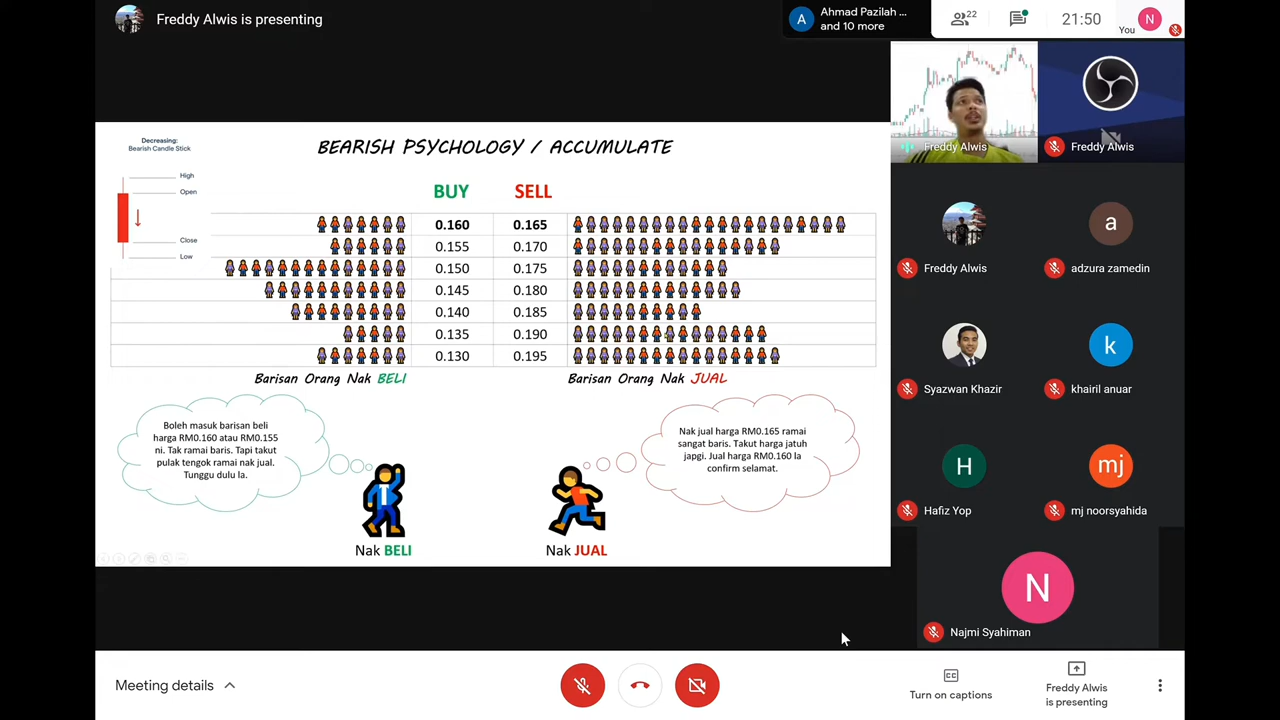 Freddy Alwis is presenting
A
Ahmad Pazilah ...
and 10 more
22
21:50
You
N
Decreasing:
Bearish Candle Stick
High
Open
Close
Low
BEARISH PSYCHOLOGY / ACCUMULATE
BUY SELL
0.160 0.165
0.155 0.170
0.150 0.175
0.145 0.180
0.140 0.185
0.135 0.190
0.130 0.195
Barisan Orang Nak BELI
Barisan Orang Nak JUAL
Boleh masuk barisan beli
harga RM0.160 atau RM0.155
ni. Tak ramai baris. Tapi takut
pulak tengok ramai nak jual.
Tunggu dulu la.
Nak jual harga RM0.165 ramai
sangat baris. Takut harga jatuh
japgi. Jual harga RM0.160 la
confirm selamat.
Nak BELI
Nak JUAL
Freddy Alwis
Freddy Alwis
Freddy Alwis
a
adzura zamedin
Syazwan Khazir
k
khairil anuar
H
Hafiz Yop
mj
mj noorsyahida
N
Najmi Syahiman
Meeting details
CC
Turn on captions
Freddy Alwis
is presenting